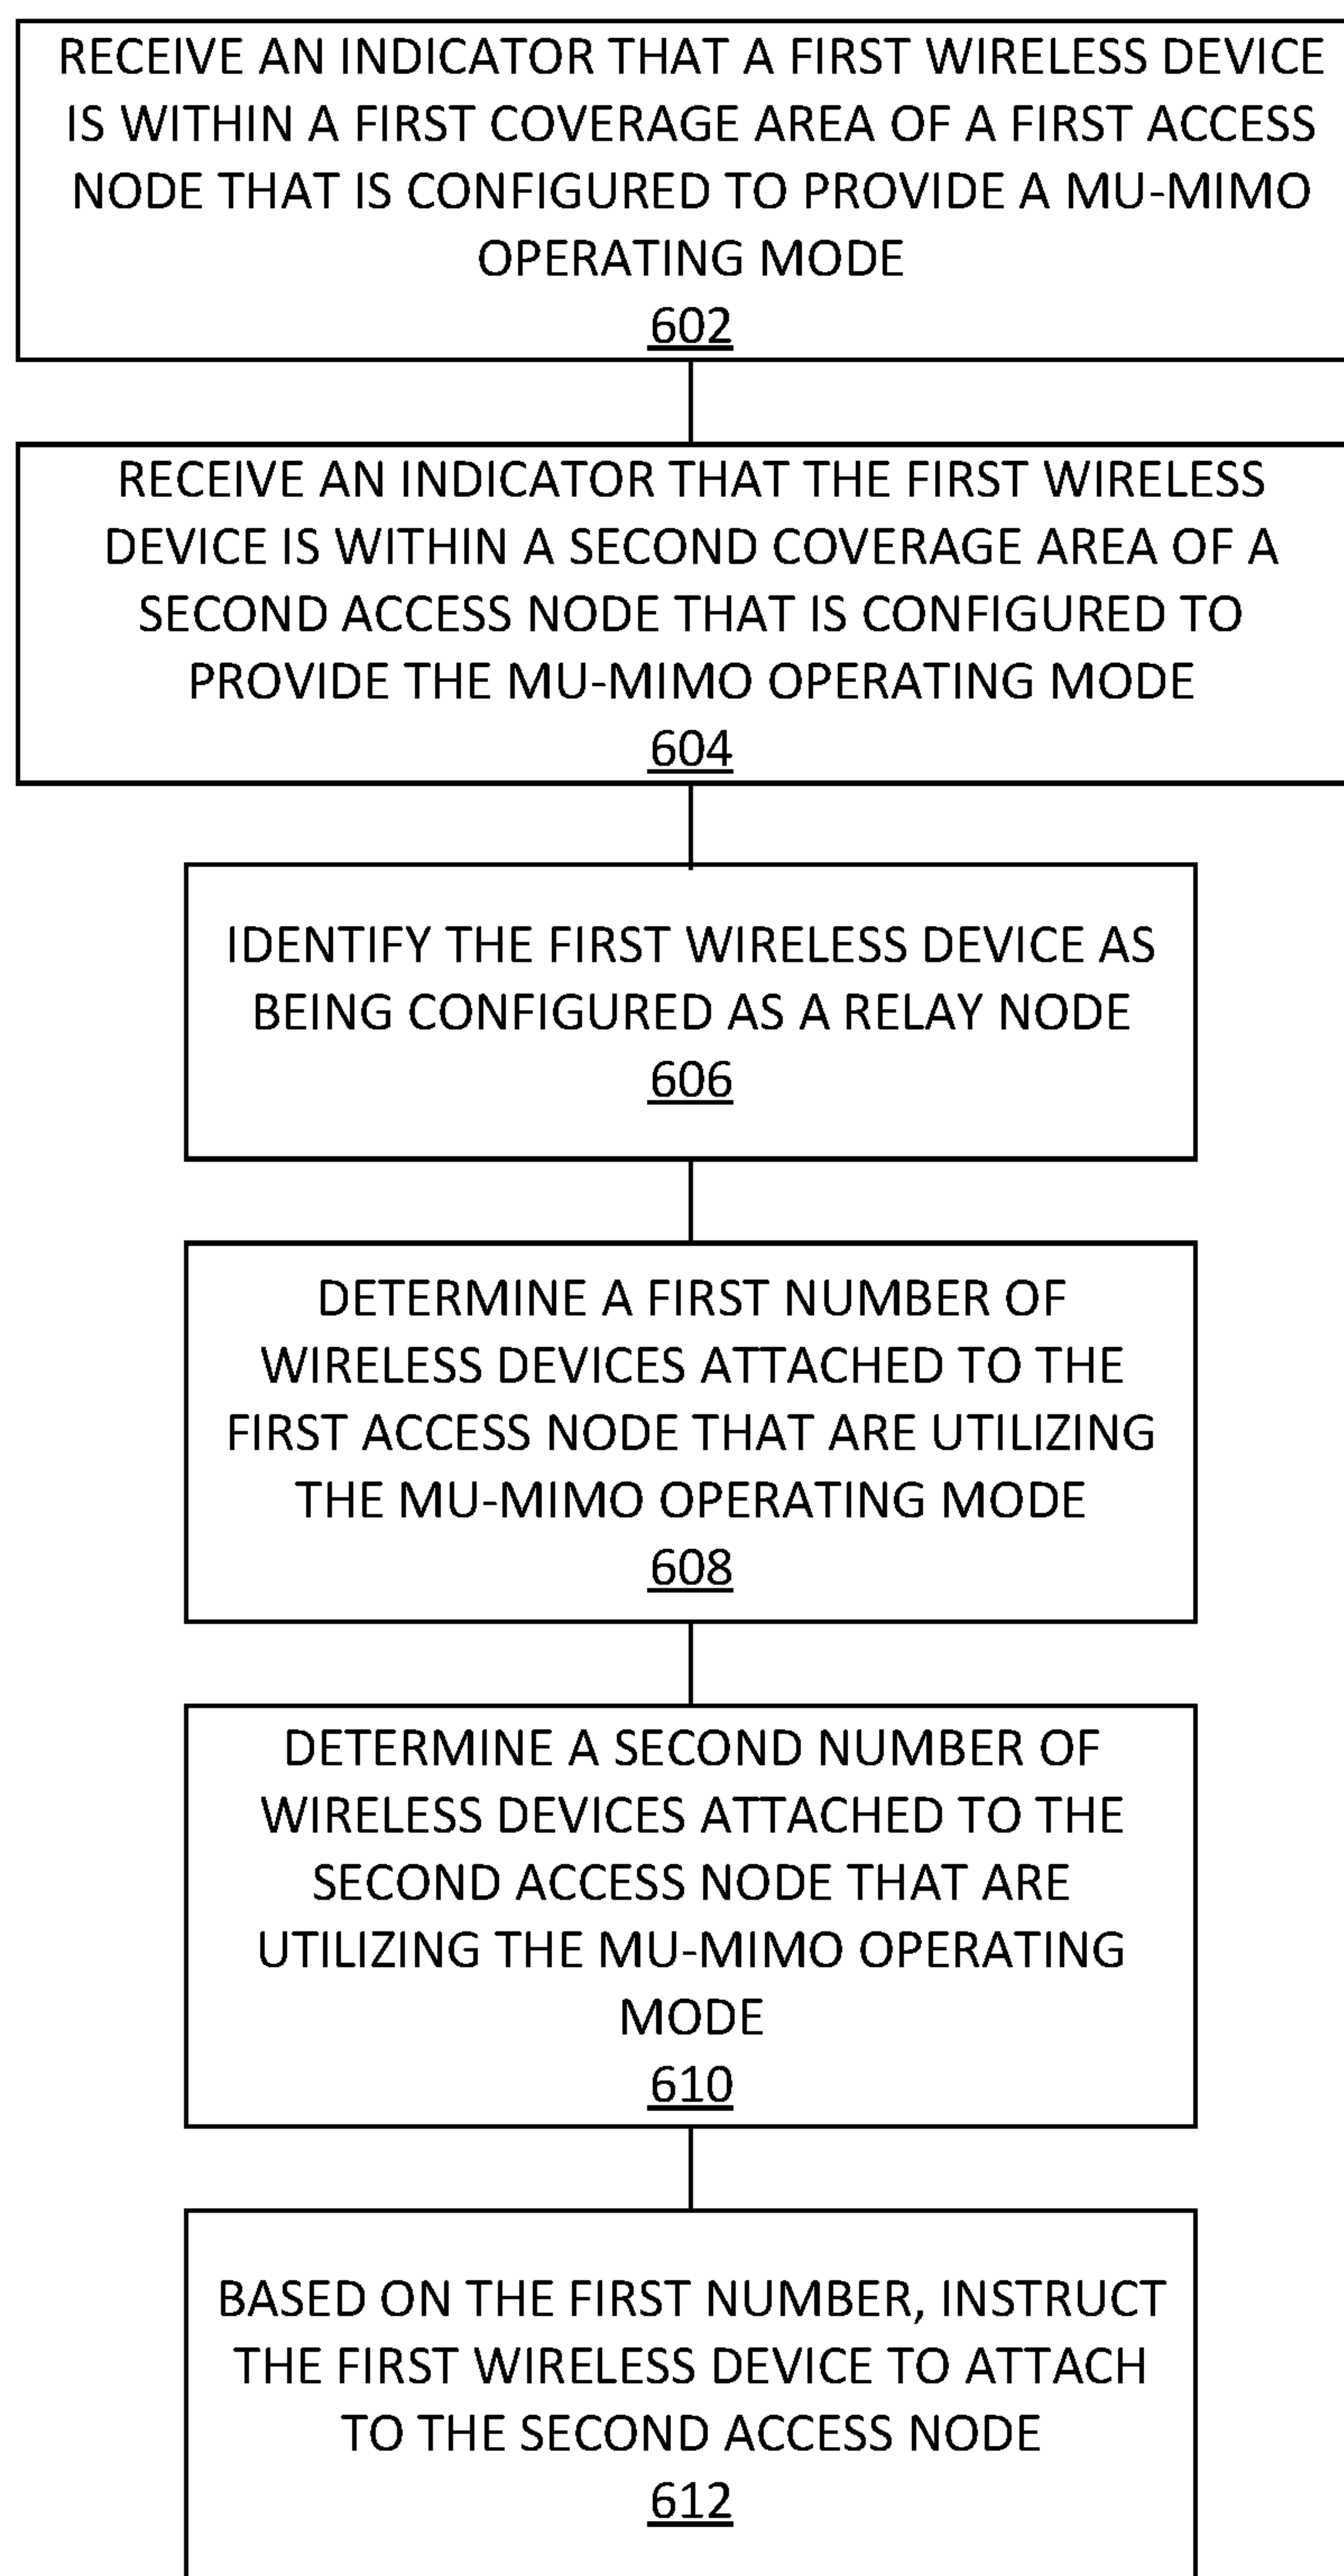 RECEIVE AN INDICATOR THAT A FIRST WIRELESS DEVICE
IS WITHIN A FIRST COVERAGE AREA OF A FIRST ACCESS
NODE THAT IS CONFIGURED TO PROVIDE A MU-MIMO
OPERATING MODE
602
RECEIVE AN INDICATOR THAT THE FIRST WIRELESS
DEVICE IS WITHIN A SECOND COVERAGE AREA OF A
SECOND ACCESS NODE THAT IS CONFIGURED TO
PROVIDE THE MU-MIMO OPERATING MODE
604
IDENTIFY THE FIRST WIRELESS DEVICE AS
BEING CONFIGURED AS A RELAY NODE
606
DETERMINE A FIRST NUMBER OF
WIRELESS DEVICES ATTACHED TO THE
FIRST ACCESS NODE THAT ARE UTILIZING
THE MU-MIMO OPERATING MODE
608
DETERMINE A SECOND NUMBER OF
WIRELESS DEVICES ATTACHED TO THE
SECOND ACCESS NODE THAT ARE
UTILIZING THE MU-MIMO OPERATING
MODE
610
BASED ON THE FIRST NUMBER, INSTRUCT
THE FIRST WIRELESS DEVICE TO ATTACH
TO THE SECOND ACCESS NODE
612